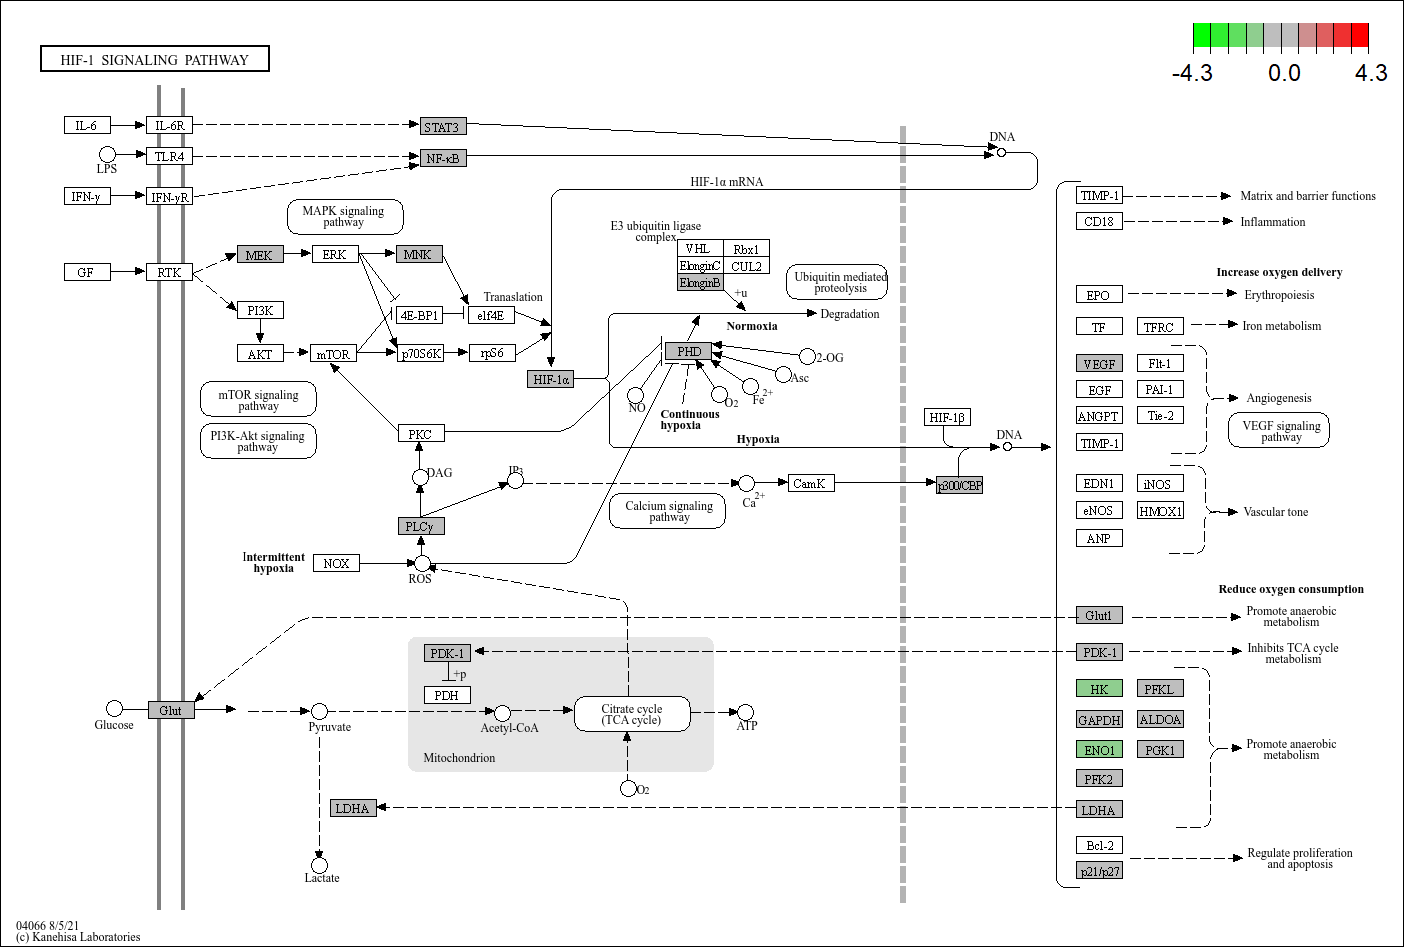 -4.3 0.0 4.3
HIF-1 SIGNALING PATHWAY
IL-6
IL-6R
STAT3
LPS
TLR4
NF-κB
DNA
IFN-γ
IFN-γR
HIF-1α mRNA
TIMP-1
Matrix and barrier functions
CD18
Inflammation
MAPK signaling
pathway
E3 ubiquitin ligase
complex
VHL
Rbx1
ElonginC
CUL2
ElonginB
+u
Ubiquitin mediated
proteolysis
GF
RTK
MEK
ERK
MNK
Increase oxygen delivery
PI3K
4E-BP1
eIf4E
Tranaslation
Degradation
Normoxia
EPO
Erythropoiesis
TF
TFRC
Iron metabolism
AKT
mTOR
p70S6K
rpS6
PHD
2-OG
Asc
Fe2+
O2
NO
HIF-1α
VEGF
Flt-1
EGF
PAI-1
Angiogenesis
ANGPT
Tie-2
TIMP-1
VEGF signaling
pathway
mTOR signaling
pathway
PI3K-Akt signaling
pathway
PKC
Continuous
hypoxia
Hypoxia
HIF-1β
DNA
DAG
IP3
Ca2+
CamK
p300/CBP
Calcium signaling
pathway
EDN1
iNOS
eNOS
HMOX1
Vascular tone
ANP
PLCγ
Intermittent
hypoxia
NOX
ROS
Reduce oxygen consumption
Glut1
Promote anaerobic
metabolism
PDK-1
PDK-1
Inhibits TCA cycle
metabolism
+p
PDH
HK
PFKL
Glucose
Glut
Pyruvate
Acetyl-CoA
Citrate cycle
(TCA cycle)
ATP
GAPDH
ALDOA
Mitochondrion
ENO1
PGK1
Promote anaerobic
metabolism
PFK2
O2
LDHA
LDHA
Lactate
Bcl-2
p21/p27
Regulate proliferation
and apoptosis
04066 8/5/21
(c) Kanehisa Laboratories